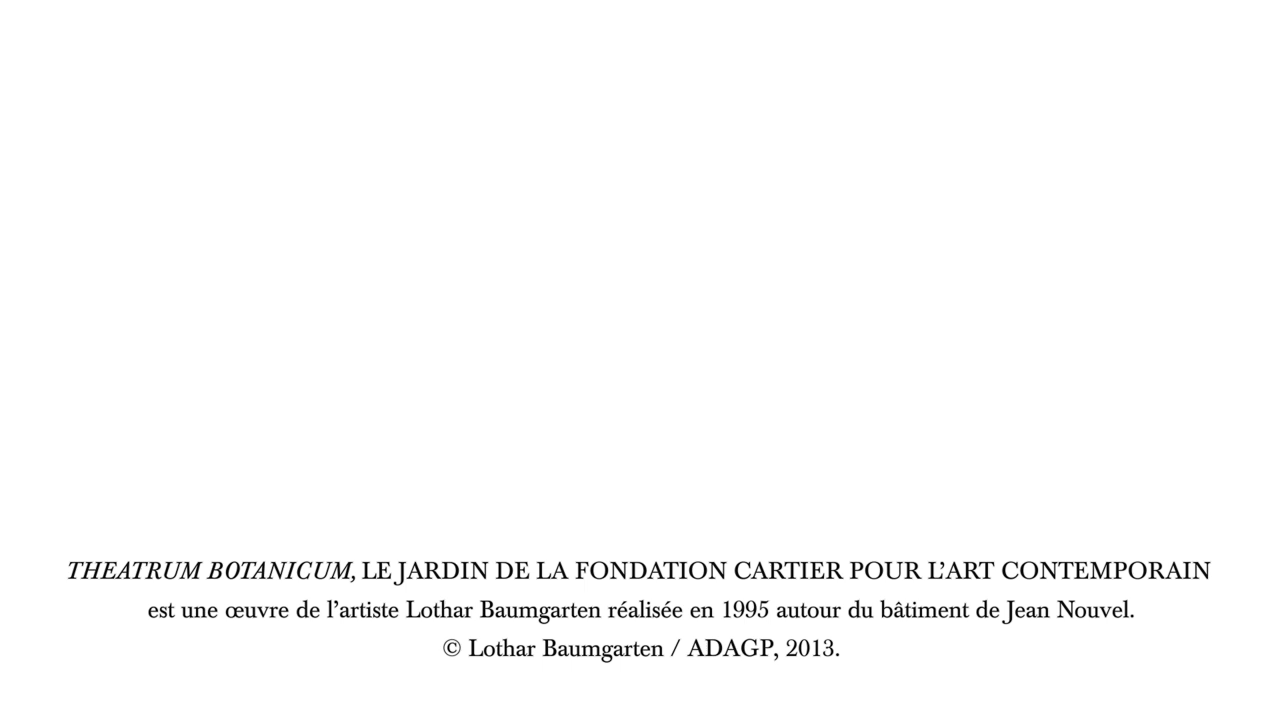 THEATRUM BOTANICUM, LE JARDIN DE LA FONDATION CARTIER POUR L’ART CONTEMPORAIN
est une œuvre de l’artiste Lothar Baumgarten réalisée en 1995 autour du bâtiment de Jean Nouvel.
© Lothar Baumgarten / ADAGP, 2013.